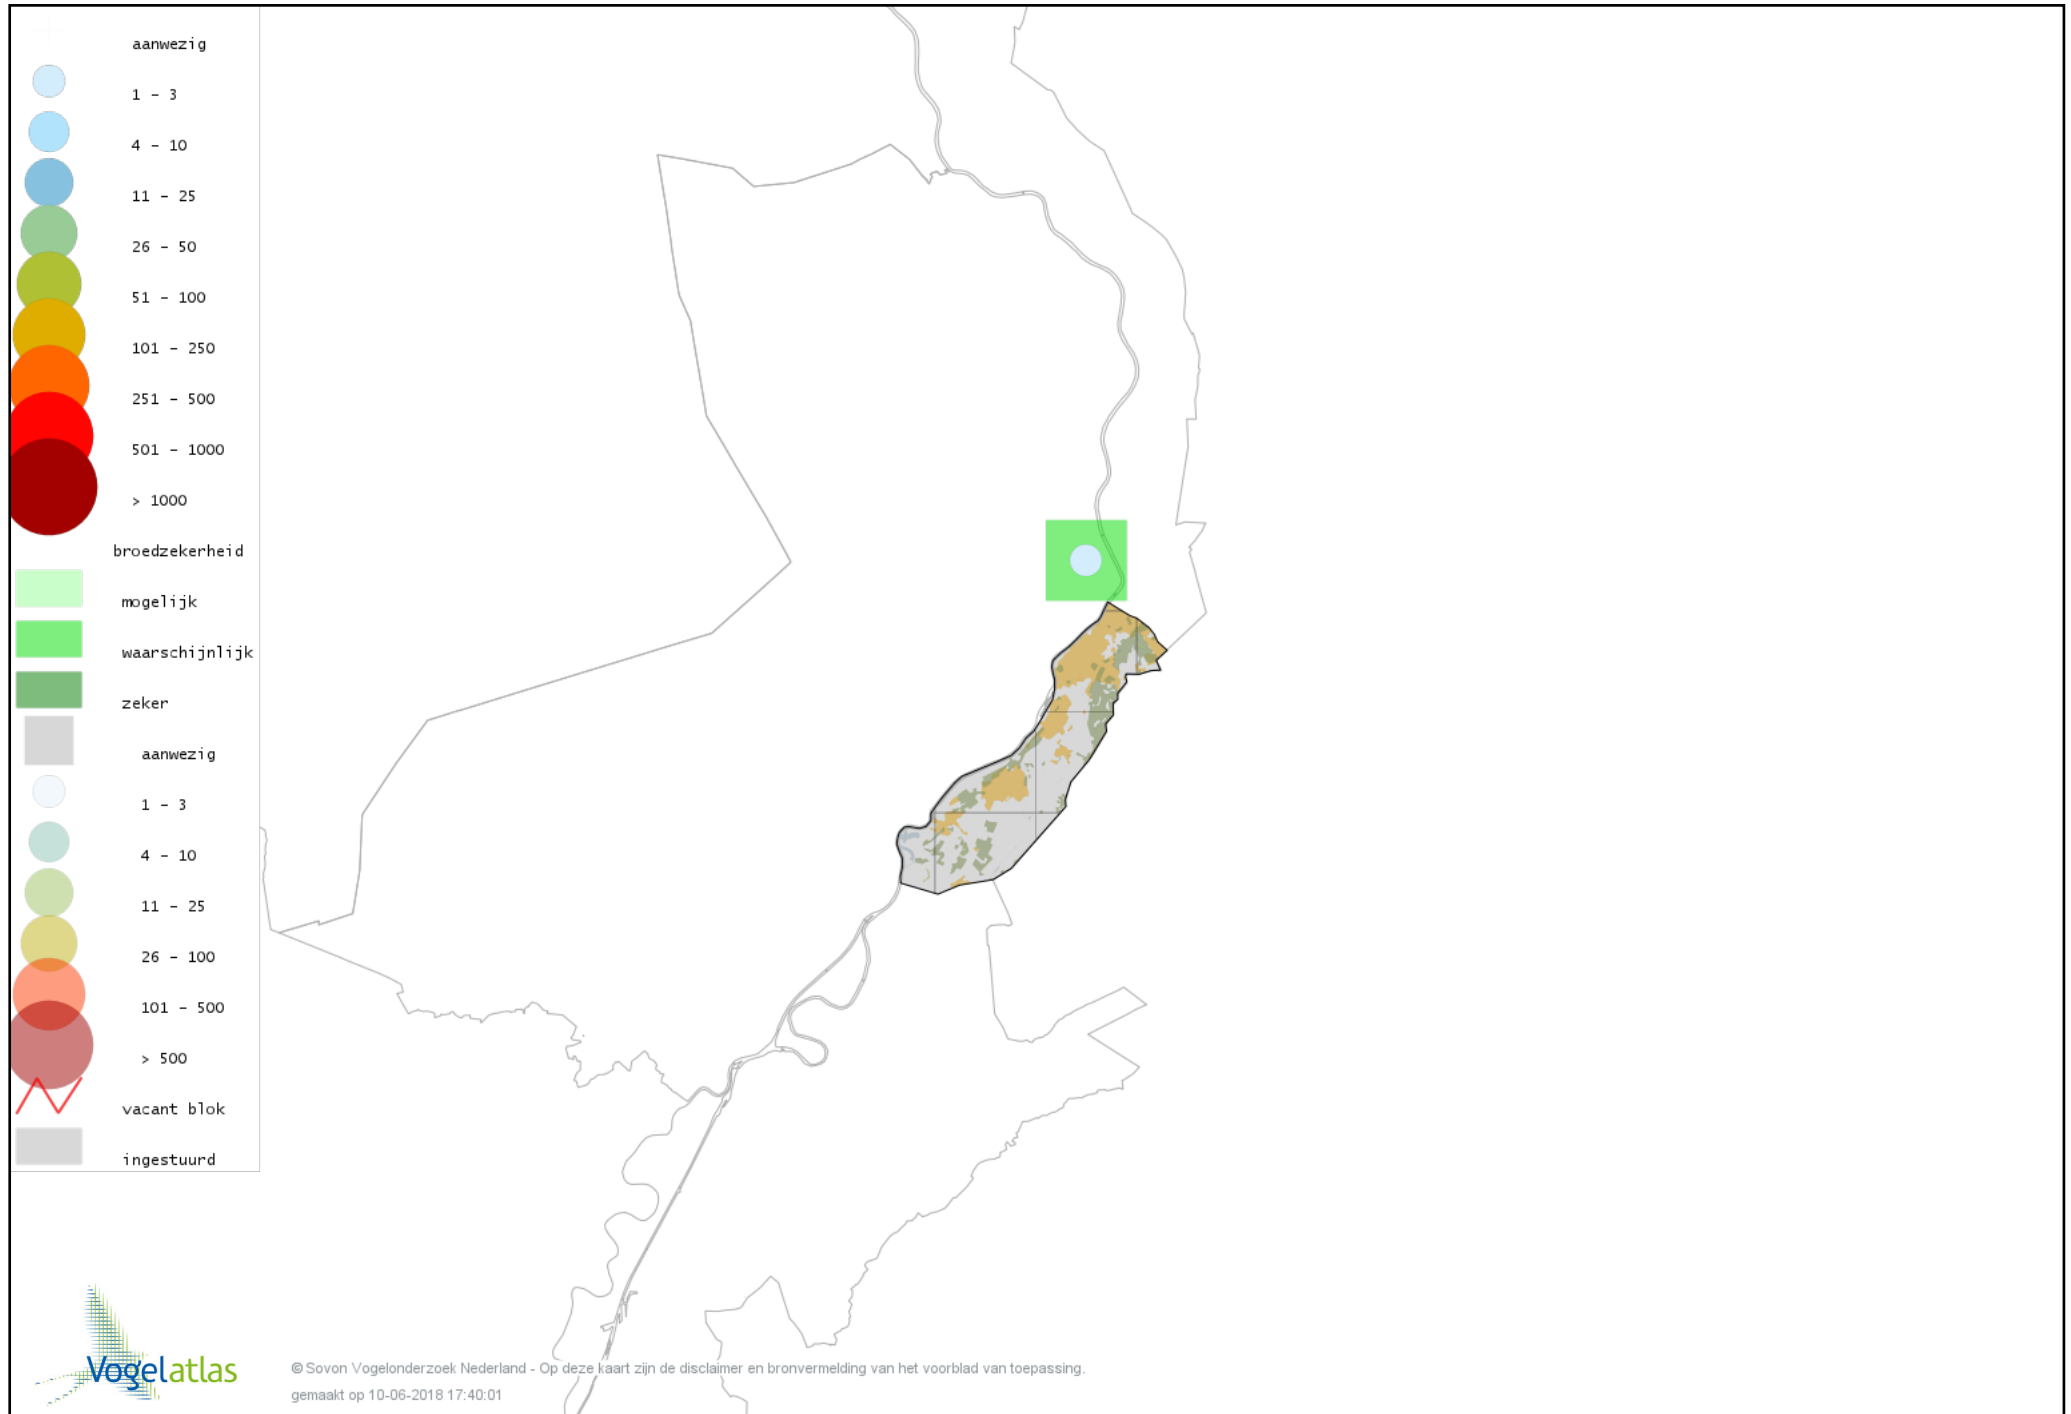 aanwezig
1 - 3
4 - 10
11 - 25
26 - 50
51 - 100
101 - 250
251 - 500
501 - 1000
> 1000
broedzekerheid
mogelijk
waarschijnlijk
zeker
aanwezig
1 - 3
4 - 10
11 - 25
26 - 100
101 - 500
> 500
vacant blok
ingestuurd
Vogelatlas
© Sovon Vogelonderzoek Nederland - Op deze kaart zijn de disclaimer en bronvermelding van het voorblad van toepassing.
gemaakt op 10-06-2018 17:40:01